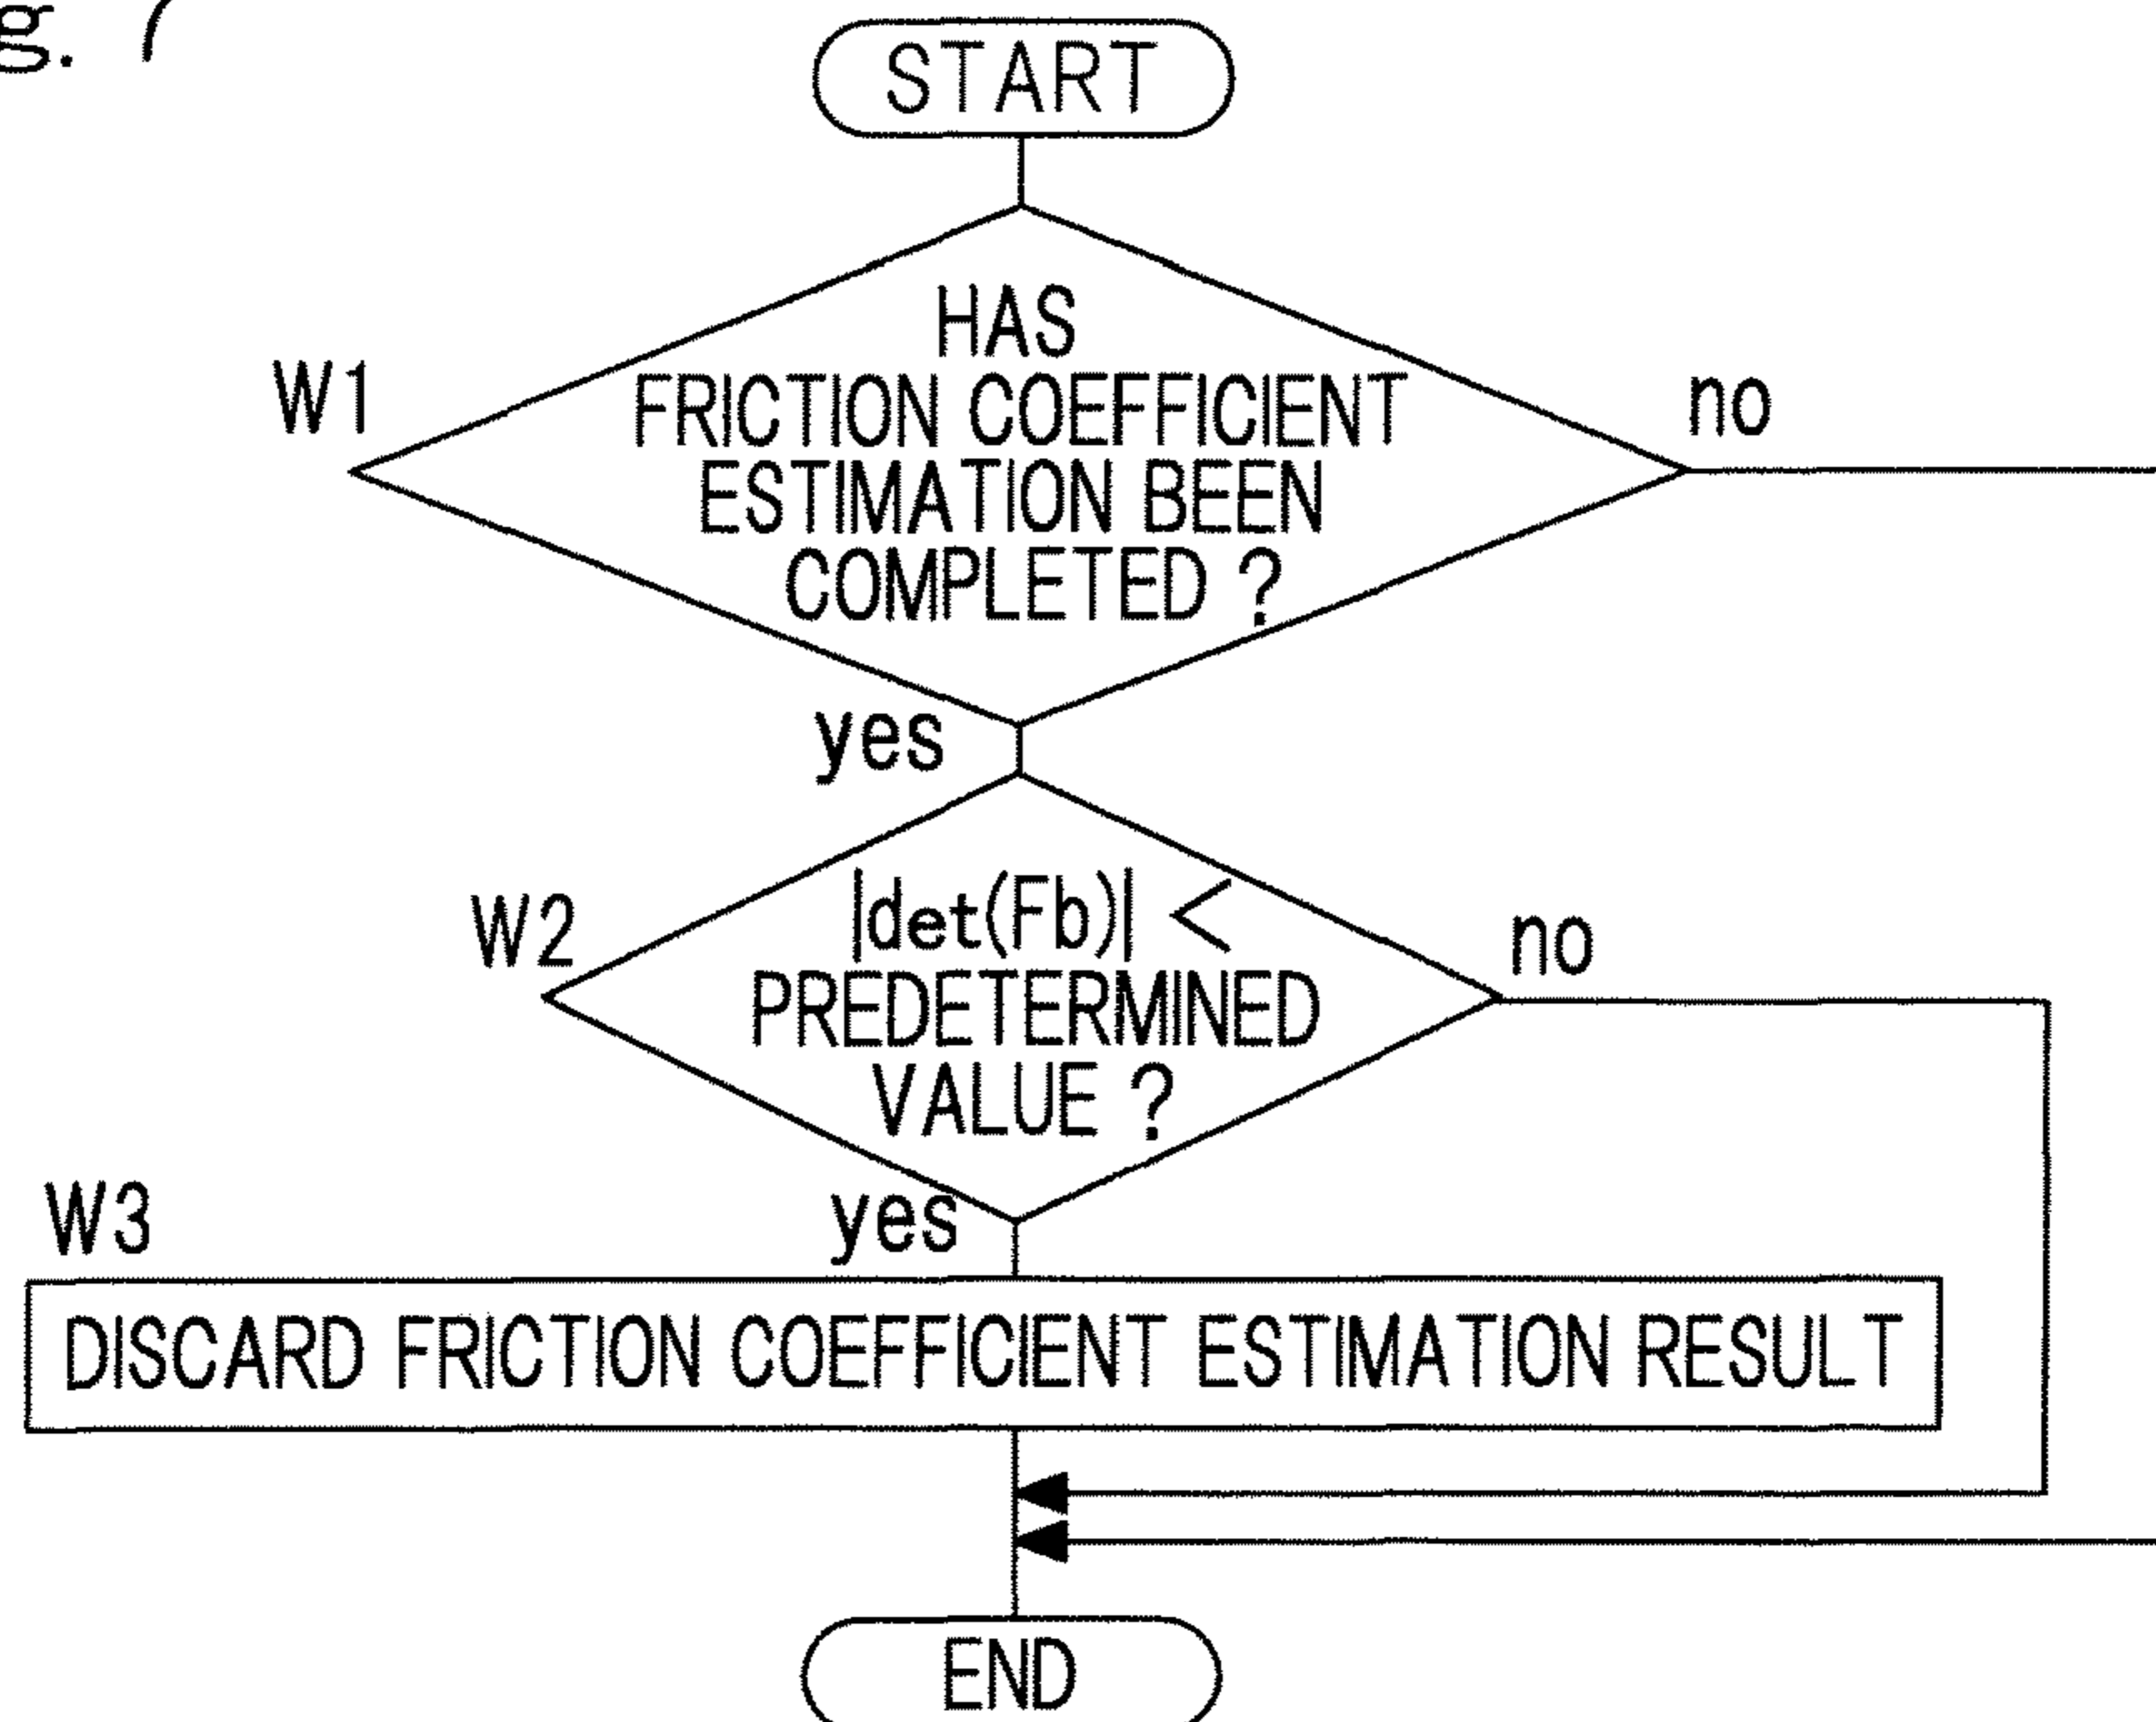 g. 7
START
HAS
FRICTION COEFFICIENT
ESTIMATION BEEN
COMPLETED ?
W1
no
yes
|det(Fb)| <
PREDETERMINED
VALUE ?
W2
no
yes
W3
DISCARD FRICTION COEFFICIENT ESTIMATION RESULT
END